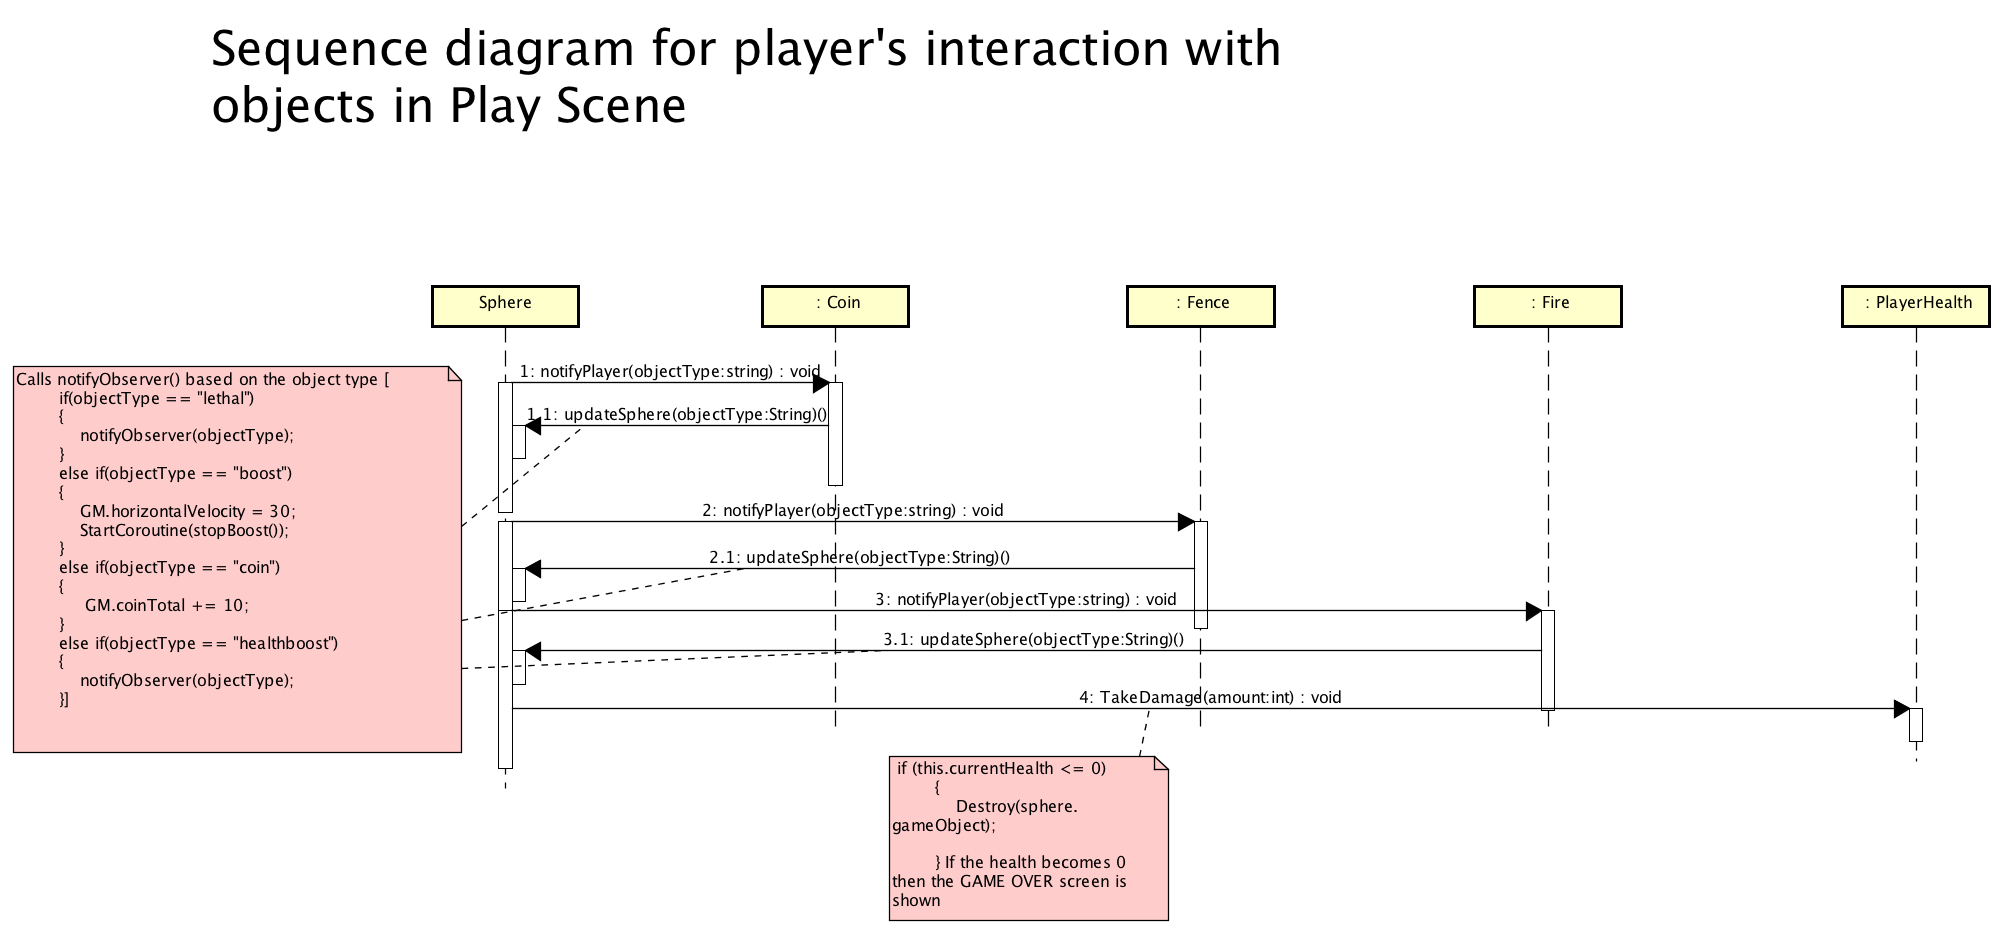 Sequence diagram for player's interaction with
objects in Play Scene
Sphere
: Coin
: Fence
: Fire
: PlayerHealth
Calls notifyObserver() based on the object type [
if(objectType == "lethal")
{
notifyObserver(objectType);
}
else if(objectType == "boost")
{
GM.horizontalVelocity = 30;
StartCoroutine(stopBoost());
}
else if(objectType == "coin")
{
GM.coinTotal += 10;
}
else if(objectType == "healthboost")
{
notifyObserver(objectType);
}]
1: notifyPlayer(objectType:string) : void
1.1: updateSphere(objectType:String)()
2: notifyPlayer(objectType:string) : void
2.1: updateSphere(objectType:String)()
3: notifyPlayer(objectType:string) : void
3.1: updateSphere(objectType:String)()
4: TakeDamage(amount:int) : void
if (this.currentHealth <= 0)
{
Destroy(sphere.
gameObject);
} If the health becomes 0
then the GAME OVER screen is
shown